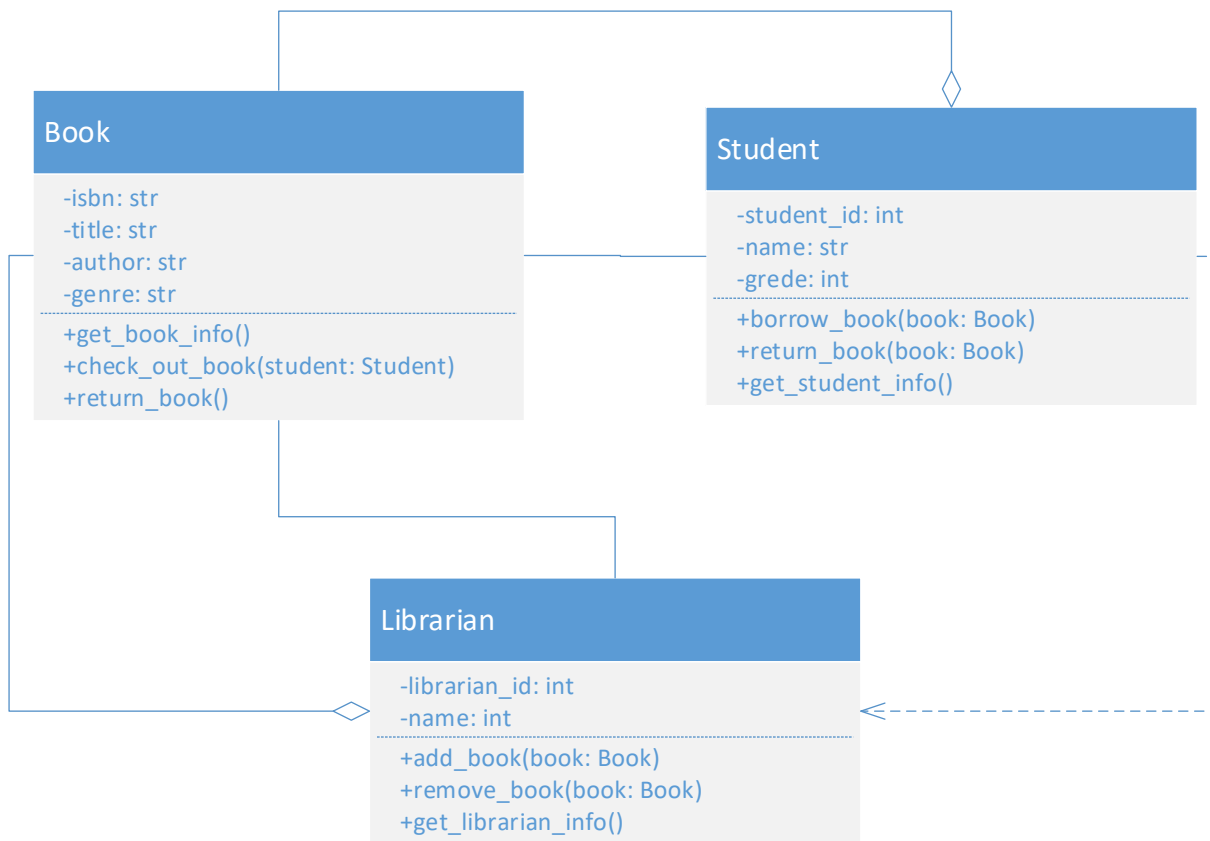 Book
-isbn: str
-title: str
-author: str
-genre: str
+get_book_info()
+check_out_book(student: Student)
+return_book()
Student
-student_id: int
-name: str
-grede: int
+borrow_book(book: Book)
+return_book(book: Book)
+get_student_info()
Librarian
-librarian_id: int
-name: int
+add_book(book: Book)
+remove_book(book: Book)
+get_librarian_info()